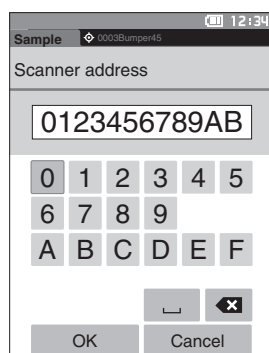 12:34
Sample 0003Bumper45
Scanner address
0123456789AB
0 1 2 3 4 5
6 7 8 9
A B C D E F
OK Cancel